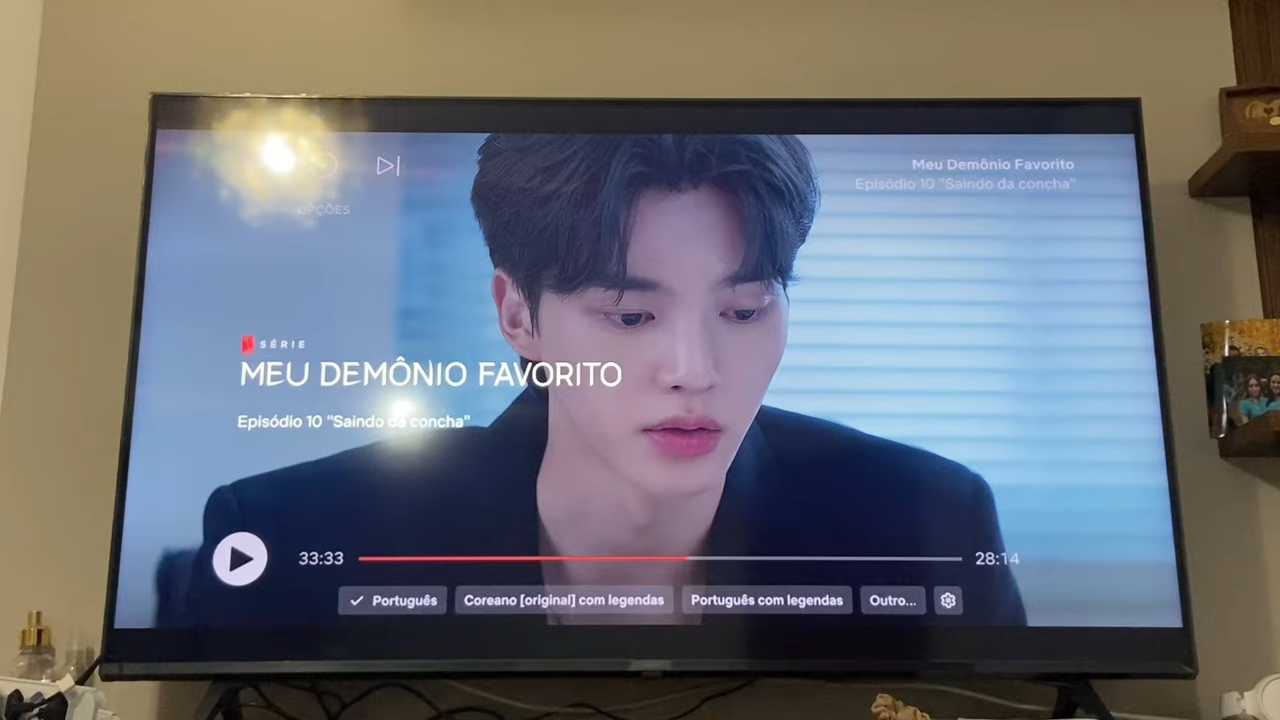 OPÇÕES
Meu Demônio Favorito
Episódio 10 "Saindo da concha"
SÉRIE
MEU DEMÔNIO FAVORITO
Episódio 10 "Saindo da concha"
33:33
28:14
Português
Coreano [original] com legendas
Português com legendas
Outro...